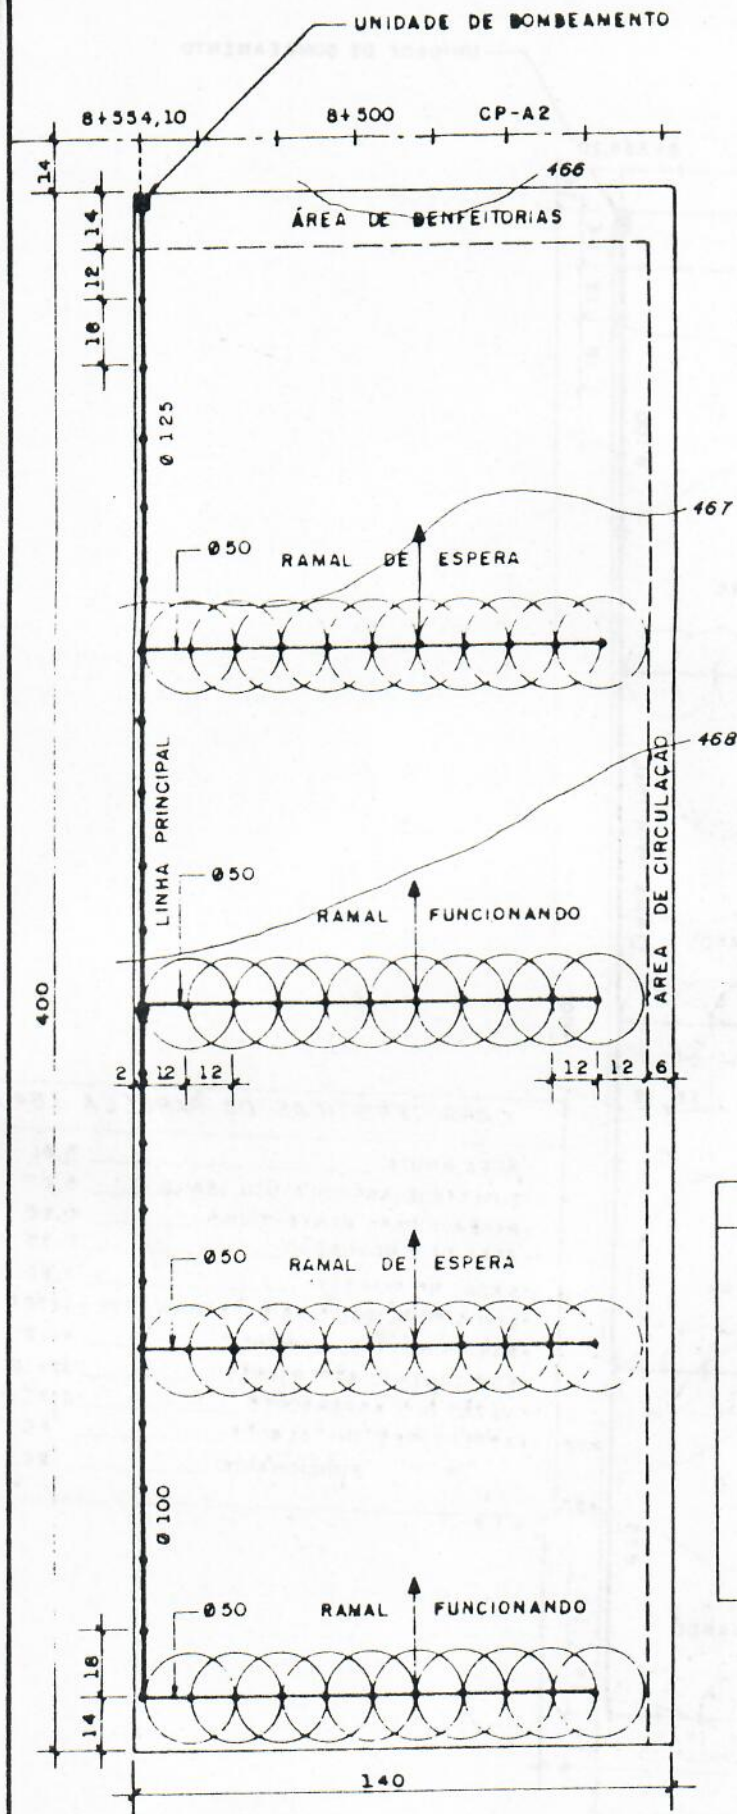 UNIDADE DE BOMBEAMENTO
8+554,10 8+500 CP-A2
14
466
ÁREA DE BENFEITORIAS
14
12
18
Ø 125
467
Ø50 RAMAL DE ESPERA
468
LINHA PRINCIPAL
ÁREA DE CIRCULAÇÃO
Ø50
RAMAL FUNCIONANDO
400
2 12 12 12 12 6
Ø50 RAMAL DE ESPERA
Ø100
Ø50 RAMAL FUNCIONANDO
18
14
140